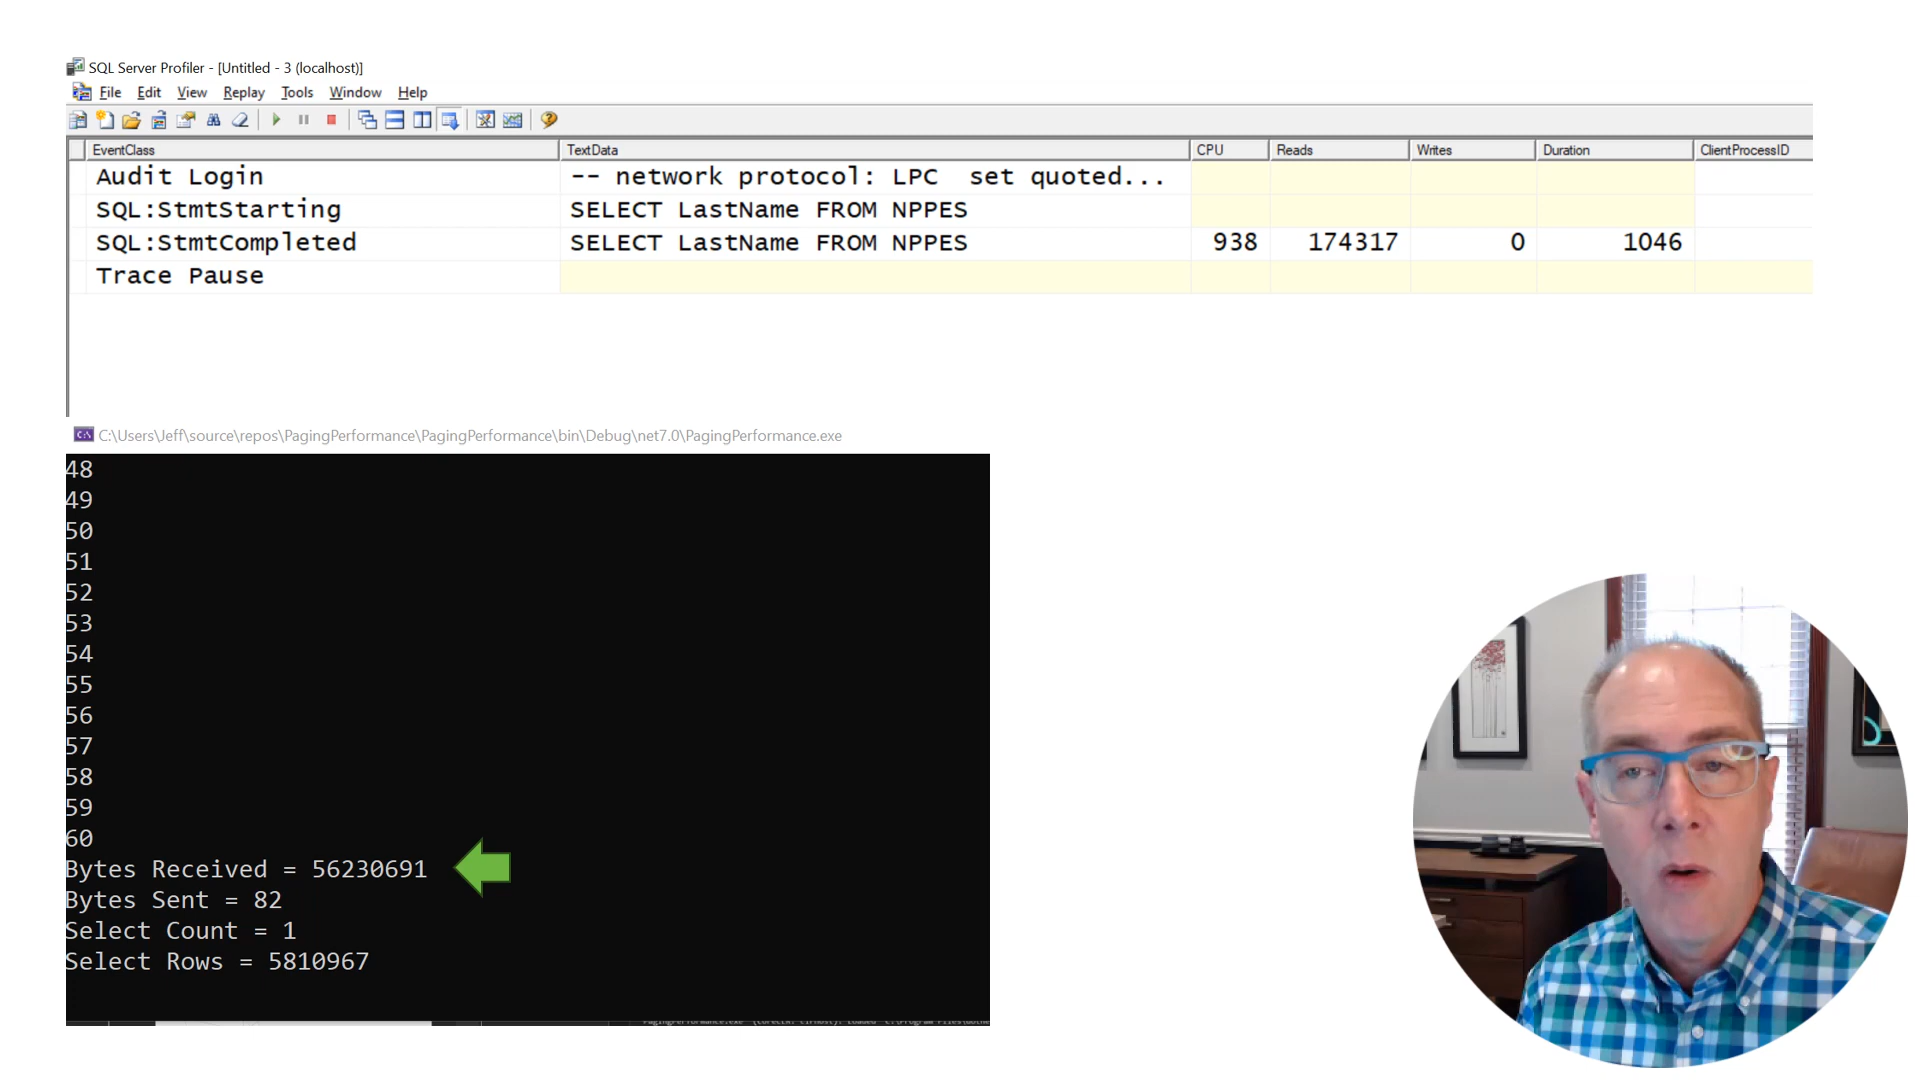 SQL Server Profiler - [Untitled - 3 (localhost)]
File Edit View Replay Tools Window Help
EventClass TextData CPU Reads Writes Duration ClientProcessID
Audit Login -- network protocol: LPC set quoted...
SQL:StmtStarting SELECT LastName FROM NPPES
SQL:StmtCompleted SELECT LastName FROM NPPES 938 174317 0 1046
Trace Pause
C:\Users\Jeff\source\repos\PagingPerformance\PagingPerformance\bin\Debug\net7.0\PagingPerformance.exe
48
49
50
51
52
53
54
55
56
57
58
59
60
Bytes Received = 56230691
Bytes Sent = 82
Select Count = 1
Select Rows = 5810967